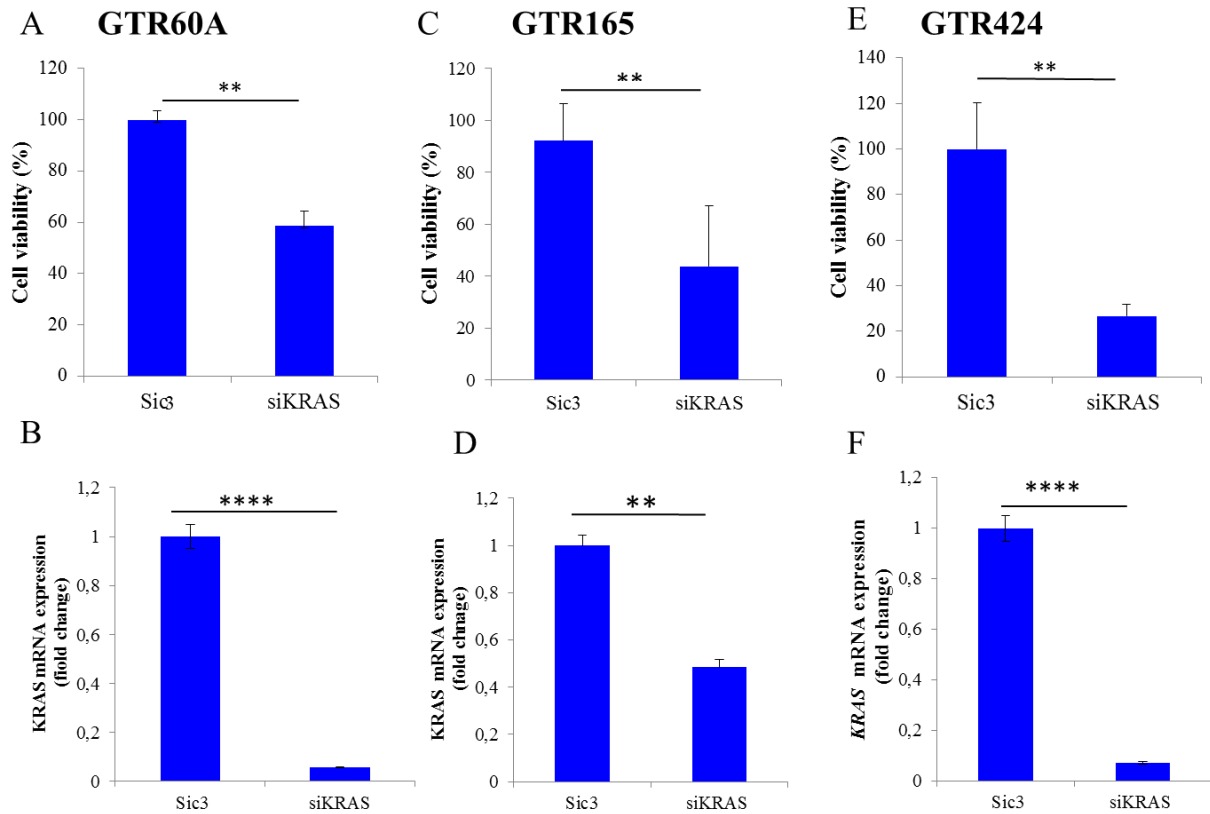 A GTR60A
Cell viability (%)
120
100
80
60
40
20
0
**
Sic3 siKRAS
C GTR165
Cell viability (%)
120
100
80
60
40
20
0
**
Sic3 siKRAS
E GTR424
Cell viability (%)
140
120
100
80
60
40
20
0
**
Sic3 siKRAS
B
KRAS mRNA expression
(fiold change)
1,2
1
0,8
0,6
0,4
0,2
0
****
Sic3 siKRAS
D
KRAS mRNA expression
(fold chnage)
1,2
1
0,8
0,6
0,4
0,2
0
**
Sic3 siKRAS
F
KRAS mRNA expression
(fold change)
1,2
1
0,8
0,6
0,4
0,2
0
****
Sic3 siKRAS